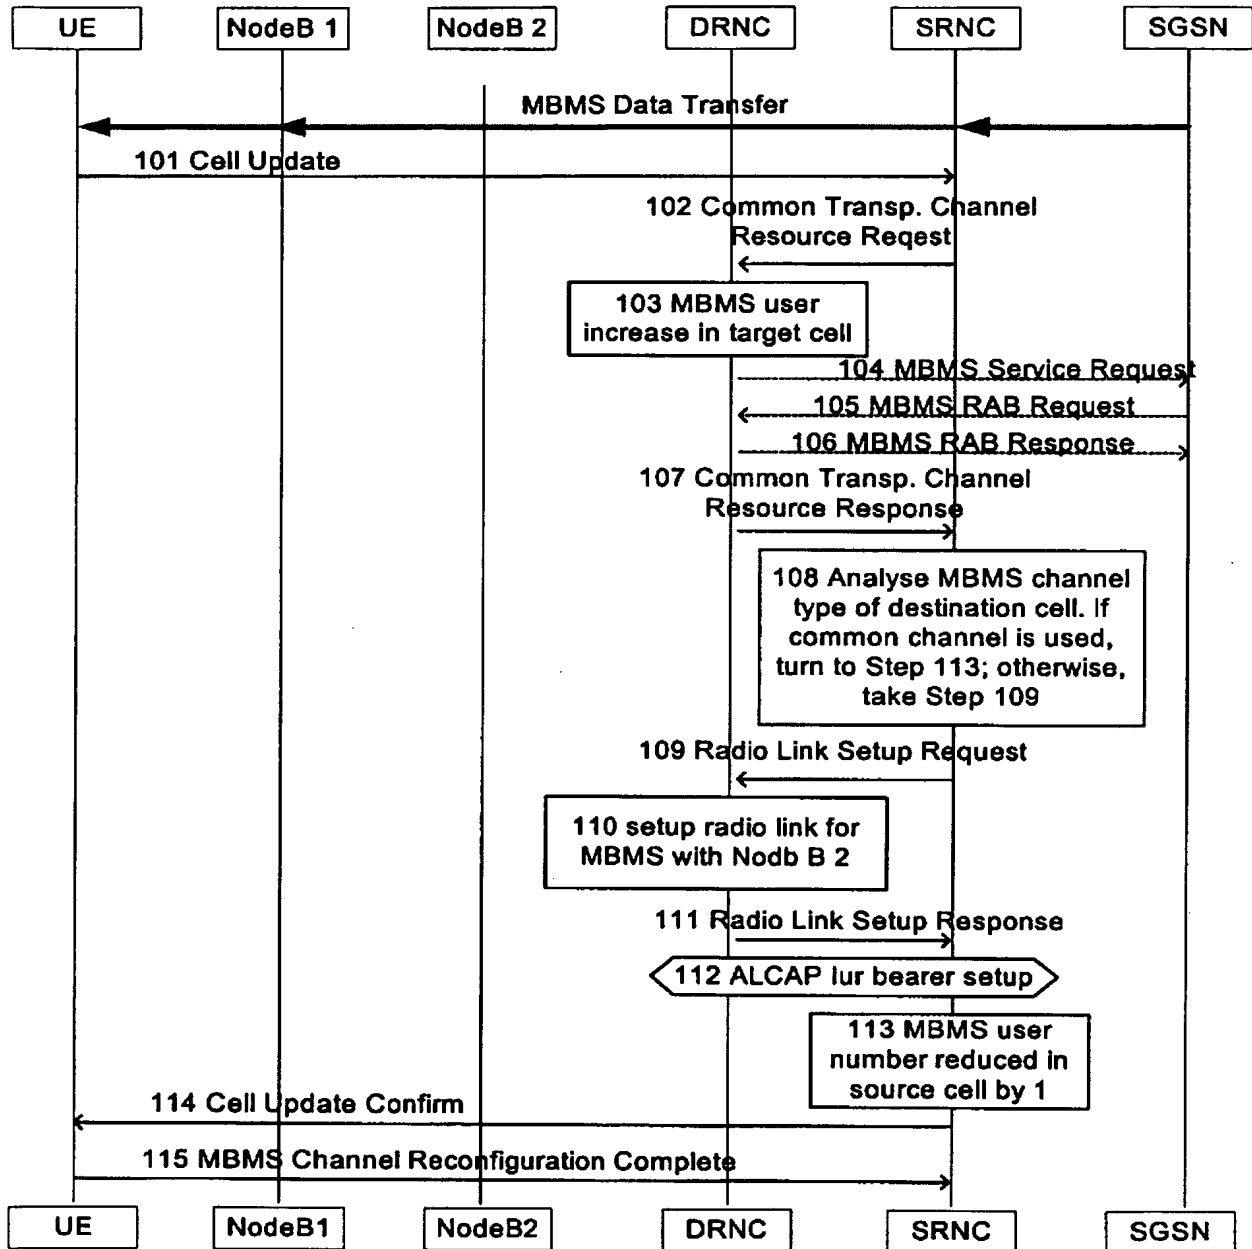 UE NodeB 1 NodeB 2 DRNC SRNC SGSN
MBMS Data Transfer
101 Cell Update
102 Common Transp. Channel
Resource Reqest
103 MBMS user
increase in target cell
104 MBMS Service Request
105 MBMS RAB Request
106 MBMS RAB Response
107 Common Transp. Channel
Resource Response
108 Analyse MBMS channel
type of destination cell. If
common channel is used,
turn to Step 113; otherwise,
take Step 109
109 Radio Link Setup Request
110 setup radio link for
MBMS with Nodb B 2
111 Radio Link Setup Response
112 ALCAP Iur bearer setup
113 MBMS user
number reduced in
source cell by 1
114 Cell Update Confirm
115 MBMS Channel Reconfiguration Complete
UE NodeB1 NodeB2 DRNC SRNC SGSN